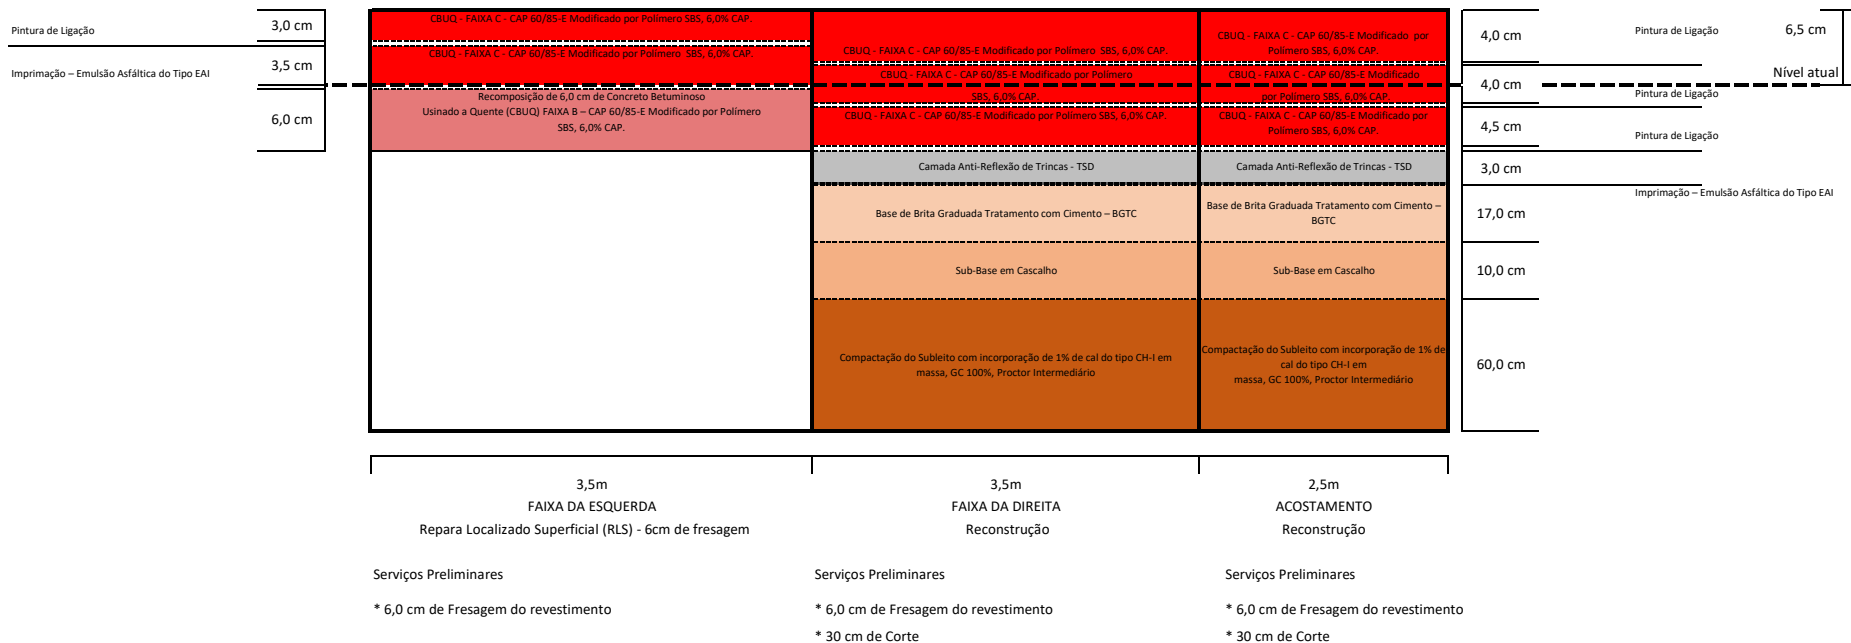 Pintura de Ligação
Imprimação – Emulsão Asfáltica do Tipo EAI
3,0 cm
3,5 cm
6,0 cm
CBUQ - FAIXA C - CAP 60/85-E Modificado por Polímero SBS, 6,0% CAP.
CBUQ - FAIXA C - CAP 60/85-E Modificado por Polímero  SBS, 6,0% CAP.
Recomposição de 6,0 cm de Concreto Betuminoso
Usinado a Quente (CBUQ) FAIXA B – CAP 60/85-E Modificado por Polímero
SBS, 6,0% CAP.
CBUQ - FAIXA C - CAP 60/85-E Modificado por Polímero  SBS, 6,0% CAP.
CBUQ - FAIXA C - CAP 60/85-E Modificado por Polímero
SBS, 6,0% CAP.
CBUQ - FAIXA C - CAP 60/85-E Modificado por Polímero SBS, 6,0% CAP.
Camada Anti-Reflexão de Trincas - TSD
Base de Brita Graduada Tratamento com Cimento – BGTC
Sub-Base em Cascalho
Compactação do Subleito com incorporação de 1% de cal do tipo CH-I em
massa, GC 100%, Proctor Intermediário
CBUQ - FAIXA C - CAP 60/85-E Modificado  por
Polímero SBS, 6,0% CAP.
CBUQ - FAIXA C - CAP 60/85-E Modificado
por Polímero SBS, 6,0% CAP.
CBUQ - FAIXA C - CAP 60/85-E Modificado por
Polímero SBS, 6,0% CAP.
Camada Anti-Reflexão de Trincas - TSD
Base de Brita Graduada Tratamento com Cimento –
BGTC
Sub-Base em Cascalho
Compactação do Subleito com incorporação de 1% de
cal do tipo CH-I em
massa, GC 100%, Proctor Intermediário
4,0 cm
4,0 cm
4,5 cm
3,0 cm
17,0 cm
10,0 cm
60,0 cm
Pintura de Ligação
6,5 cm
Nível atual
Pintura de Ligação
Pintura de Ligação
Imprimação – Emulsão Asfáltica do Tipo EAI
3,5m
FAIXA DA ESQUERDA
Repara Localizado Superficial (RLS) - 6cm de fresagem
Serviços Preliminares
* 6,0 cm de Fresagem do revestimento
3,5m
FAIXA DA DIREITA
Reconstrução
Serviços Preliminares
* 6,0 cm de Fresagem do revestimento
* 30 cm de Corte
2,5m
ACOSTAMENTO
Reconstrução
Serviços Preliminares
* 6,0 cm de Fresagem do revestimento
* 30 cm de Corte